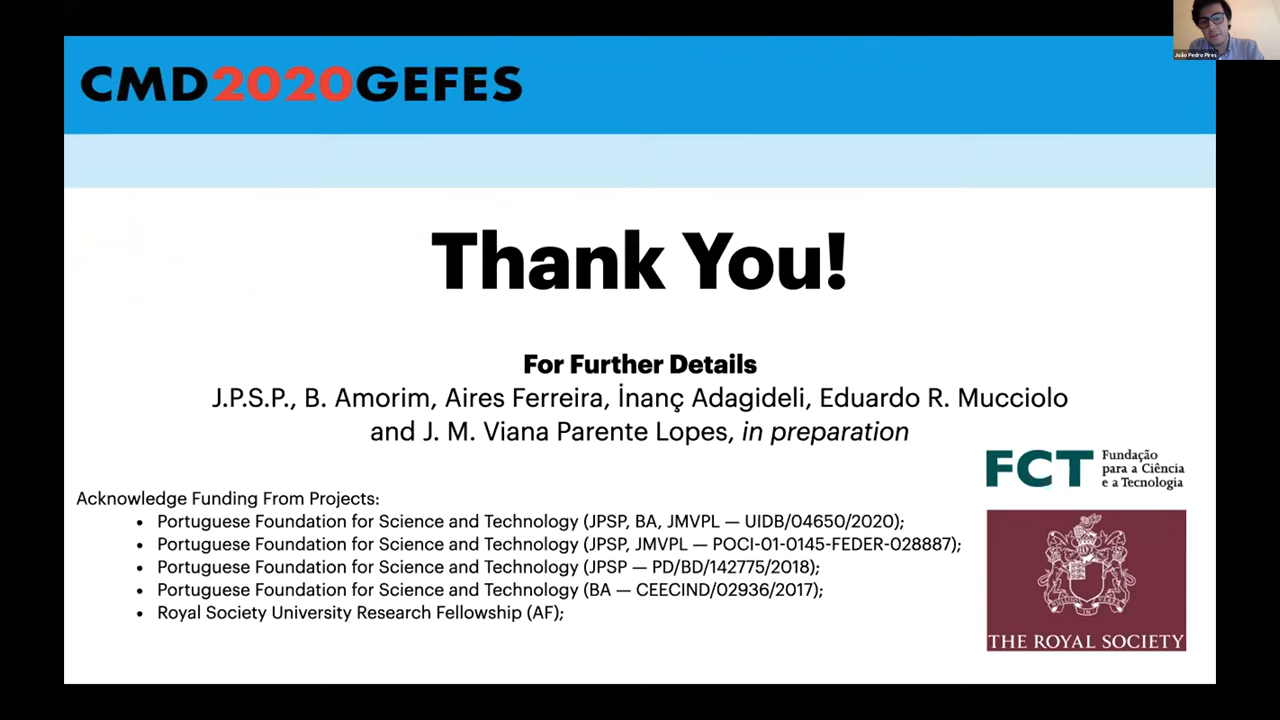 João Pedro Pires
CMD2020GEFES
Thank You!
For Further Details
J.P.S.P., B. Amorim, Aires Ferreira, İnanç Adagideli, Eduardo R. Mucciolo
and J. M. Viana Parente Lopes, in preparation
FCT Fundação
para a Ciência
e a Tecnologia
Acknowledge Funding From Projects:
• Portuguese Foundation for Science and Technology (JPSP, BA, JMVPL — UIDB/04650/2020);
• Portuguese Foundation for Science and Technology (JPSP, JMVPL — POCI-01-0145-FEDER-028887);
• Portuguese Foundation for Science and Technology (JPSP — PD/BD/142775/2018);
• Portuguese Foundation for Science and Technology (BA — CEECIND/02936/2017);
• Royal Society University Research Fellowship (AF);
THE ROYAL SOCIETY